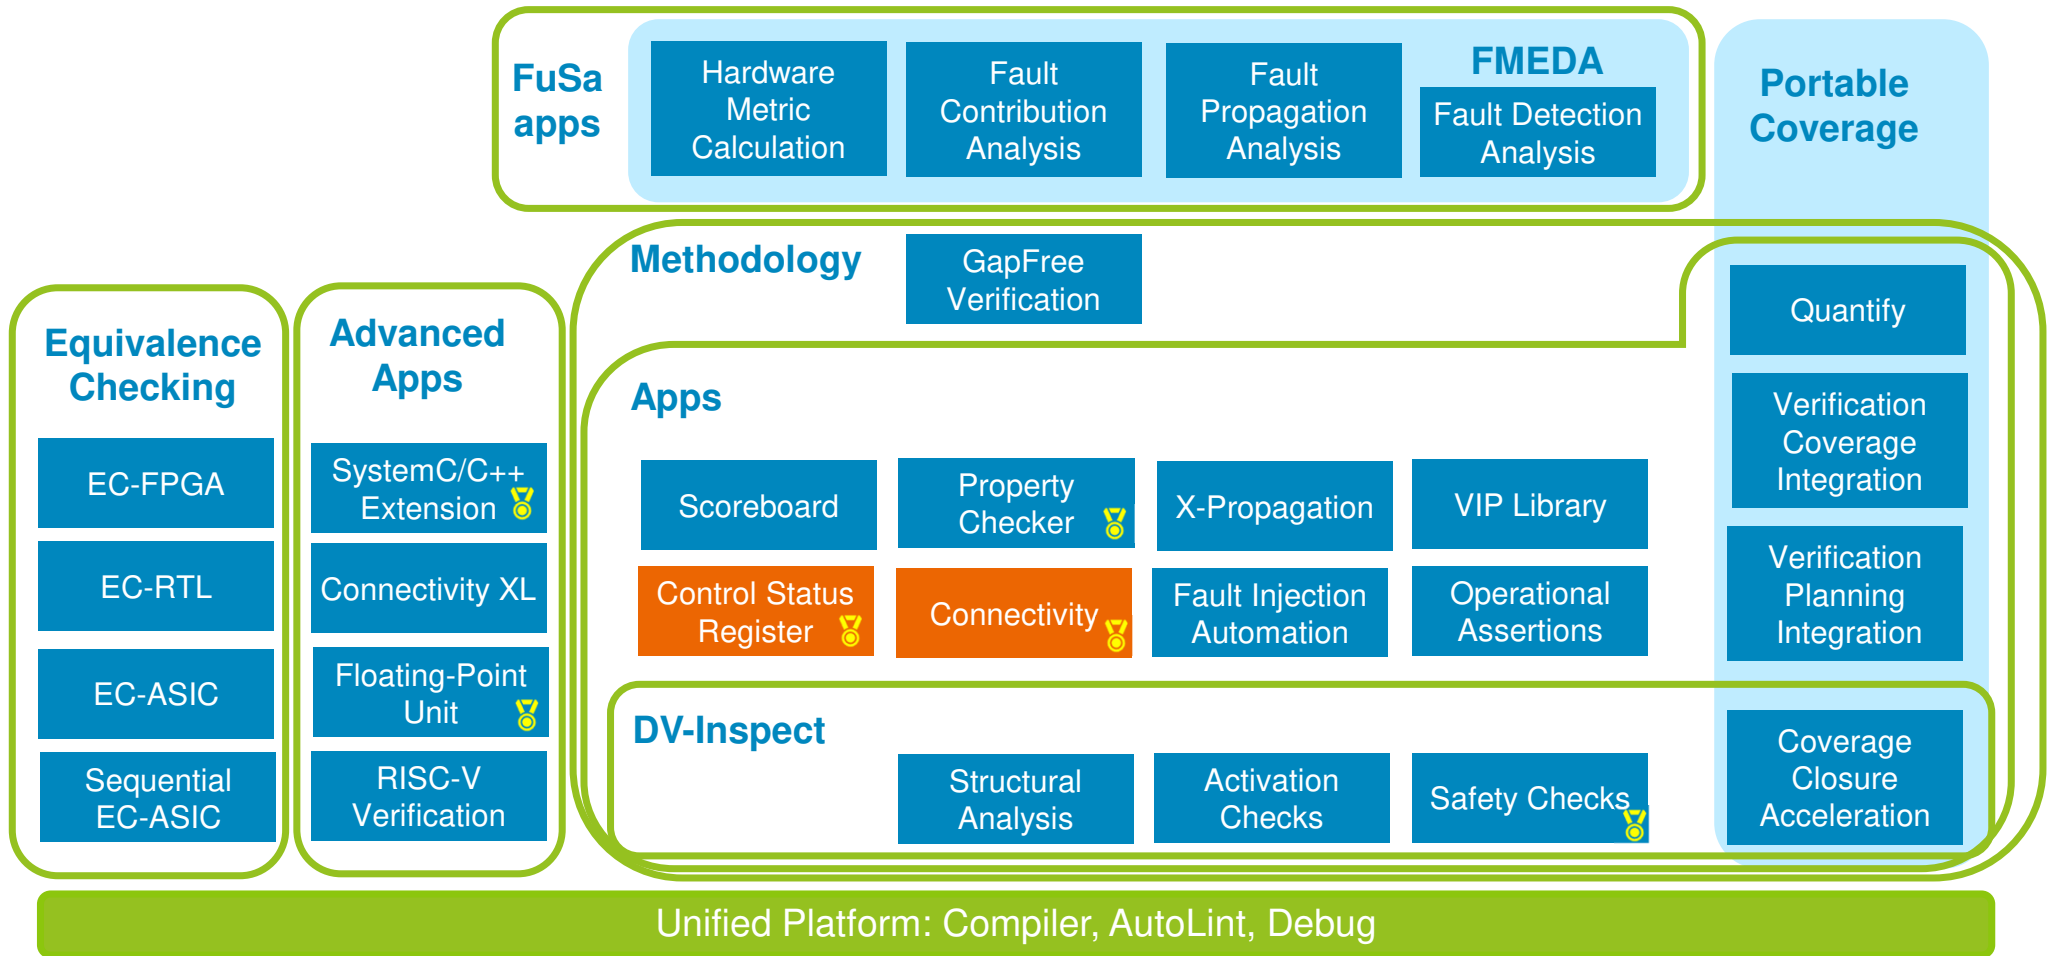 FuSa
apps
Hardware
Metric
Calculation
Fault
Contribution
Analysis
Fault
Propagation
Analysis
FMEDA
Fault Detection
Analysis
Portable
Coverage
Methodology
GapFree
Verification
Quantify
Verification
Coverage
Integration
Verification
Planning
Integration
Coverage
Closure
Acceleration
Equivalence
Checking
EC-FPGA
EC-RTL
EC-ASIC
Sequential
EC-ASIC
Advanced
Apps
SystemC/C++
Extension
Connectivity XL
Floating-Point
Unit
RISC-V
Verification
Apps
Scoreboard
Property
Checker
X-Propagation
VIP Library
Control Status
Register
Connectivity
Fault Injection
Automation
Operational
Assertions
DV-Inspect
Structural
Analysis
Activation
Checks
Safety Checks
Unified Platform: Compiler, AutoLint, Debug